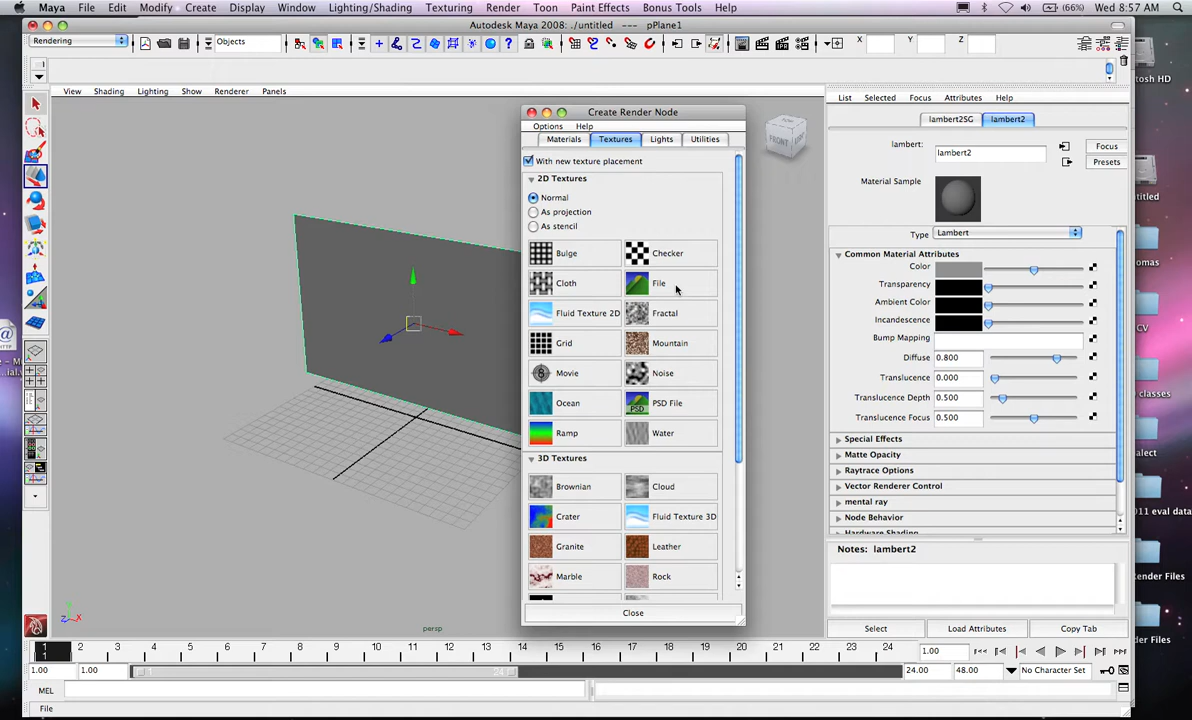 Maya File Edit Modify Create Display Window Lighting/Shading Texturing Render Toon Paint Effects Bonus Tools Help (66%) Wed 8:57 AM
Autodesk Maya 2008: ./untitled --- pPlane1
Rendering Objects X Y Z
View Shading Lighting Show Renderer Panels
FRONT
persp
Create Render Node
Options Help
Materials Textures Lights Utilities
With new texture placement
2D Textures
Normal
As projection
As stencil
Bulge Checker
Cloth File
Fluid Texture 2D Fractal
Grid Mountain
Movie Noise
Ocean PSD File
PSD
Ramp Water
3D Textures
Brownian Cloud
Crater Fluid Texture 3D
Granite Leather
Marble Rock
Close
List Selected Focus Attributes Help
lambert2SG lambert2
lambert: lambert2 Focus
Presets
Material Sample
Type Lambert
Common Material Attributes
Color
Transparency
Ambient Color
Incandescence
Bump Mapping
Diffuse 0.800
Translucence 0.000
Translucence Depth 0.500
Translucence Focus 0.500
Special Effects
Matte Opacity
Raytrace Options
Vector Renderer Control
mental ray
Node Behavior
Hardware Shading
Notes: lambert2
Select Load Attributes Copy Tab
1 2 3 4 5 6 7 8 9 10 11 12 13 14 15 16 17 18 19 20 21 22 23 24 1.00
1
1.00 1.00 24 24.00 48.00 No Character Set
MEL
File